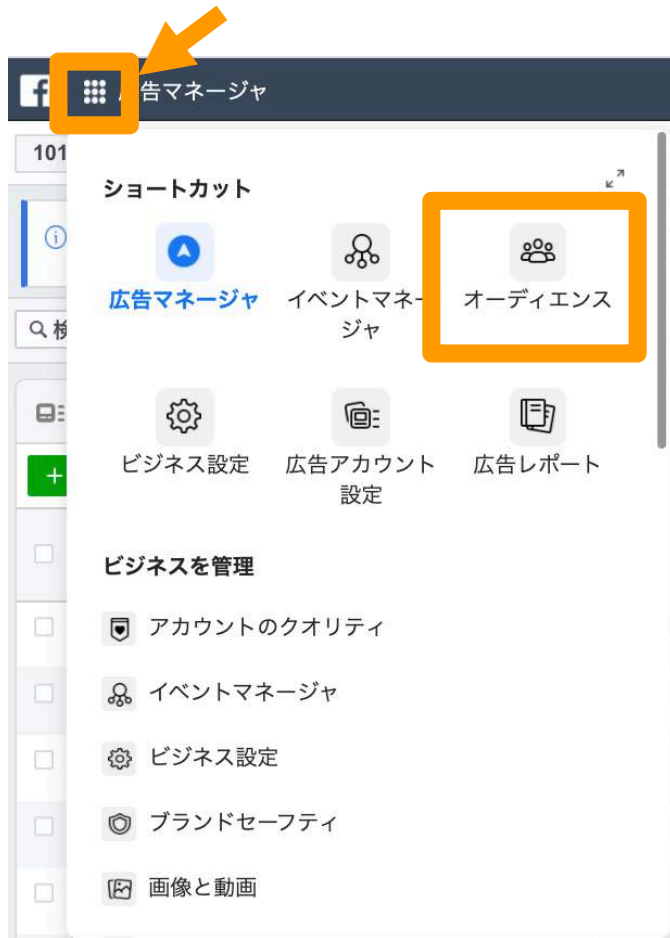 広告マネージャ
101
ショートカット
広告マネージャ
イベントマネージャ
オーディエンス
検
ビジネス設定
広告アカウント
設定
広告レポート
ビジネスを管理
アカウントのクオリティ
イベントマネージャ
ビジネス設定
ブランドセーフティ
画像と動画